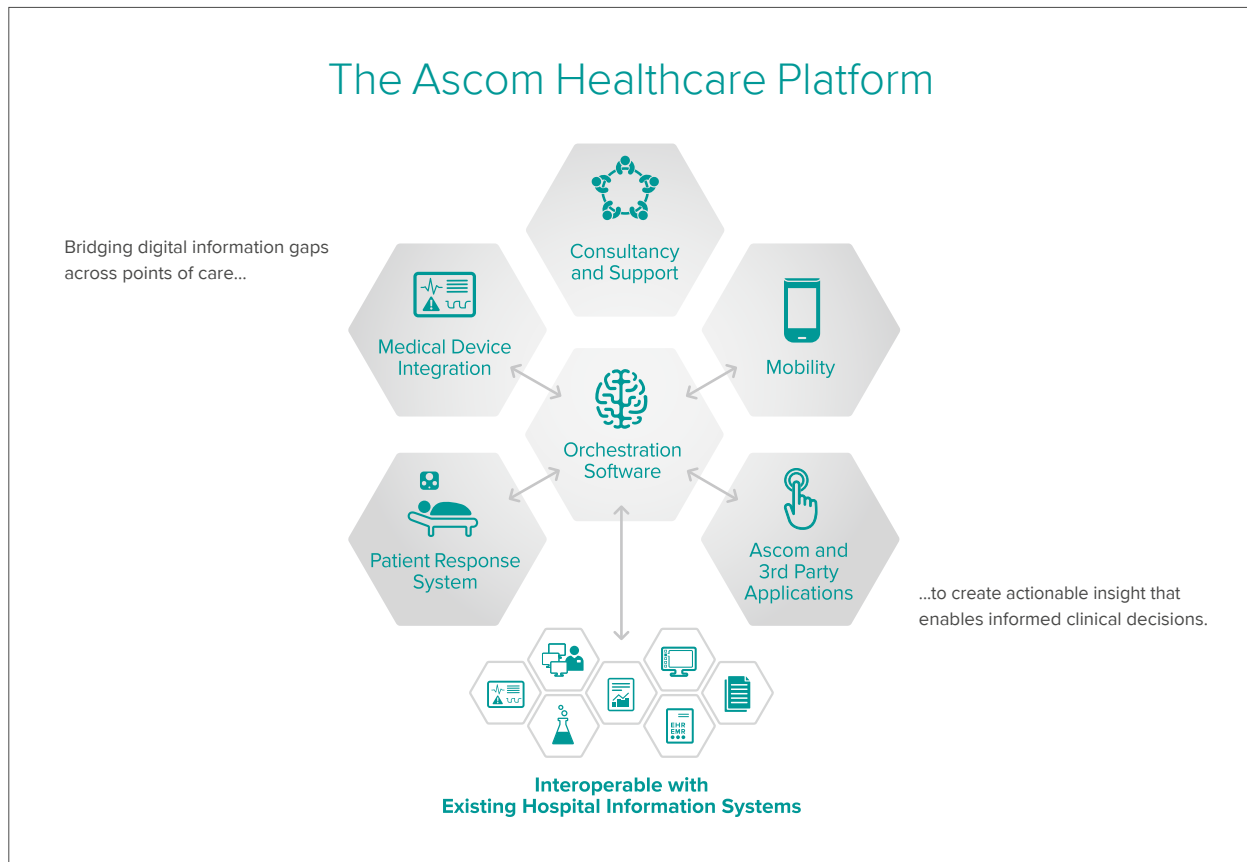 The Ascom Healthcare Platform
Bridging digital information gaps
across points of care...
Consultancy
and Support
Medical Device
Integration
Mobility
Orchestration
Software
Patient Response
System
Ascom and
3rd Party
Applications
...to create actionable insight that
enables informed clinical decisions.
EHR
EMR
Interoperable with
Existing Hospital Information Systems